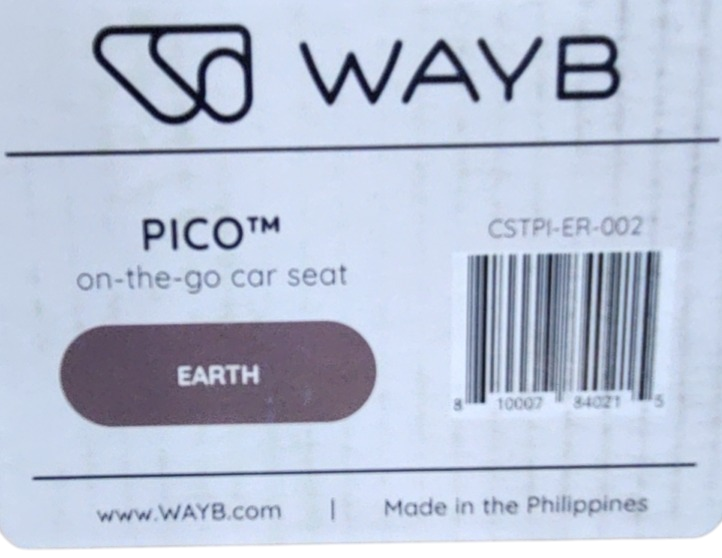 WAYB
PICO™
on-the-go car seat
EARTH
CSTPI-ER-002
8 10007 84021 5
www.WAYB.com | Made in the Philippines